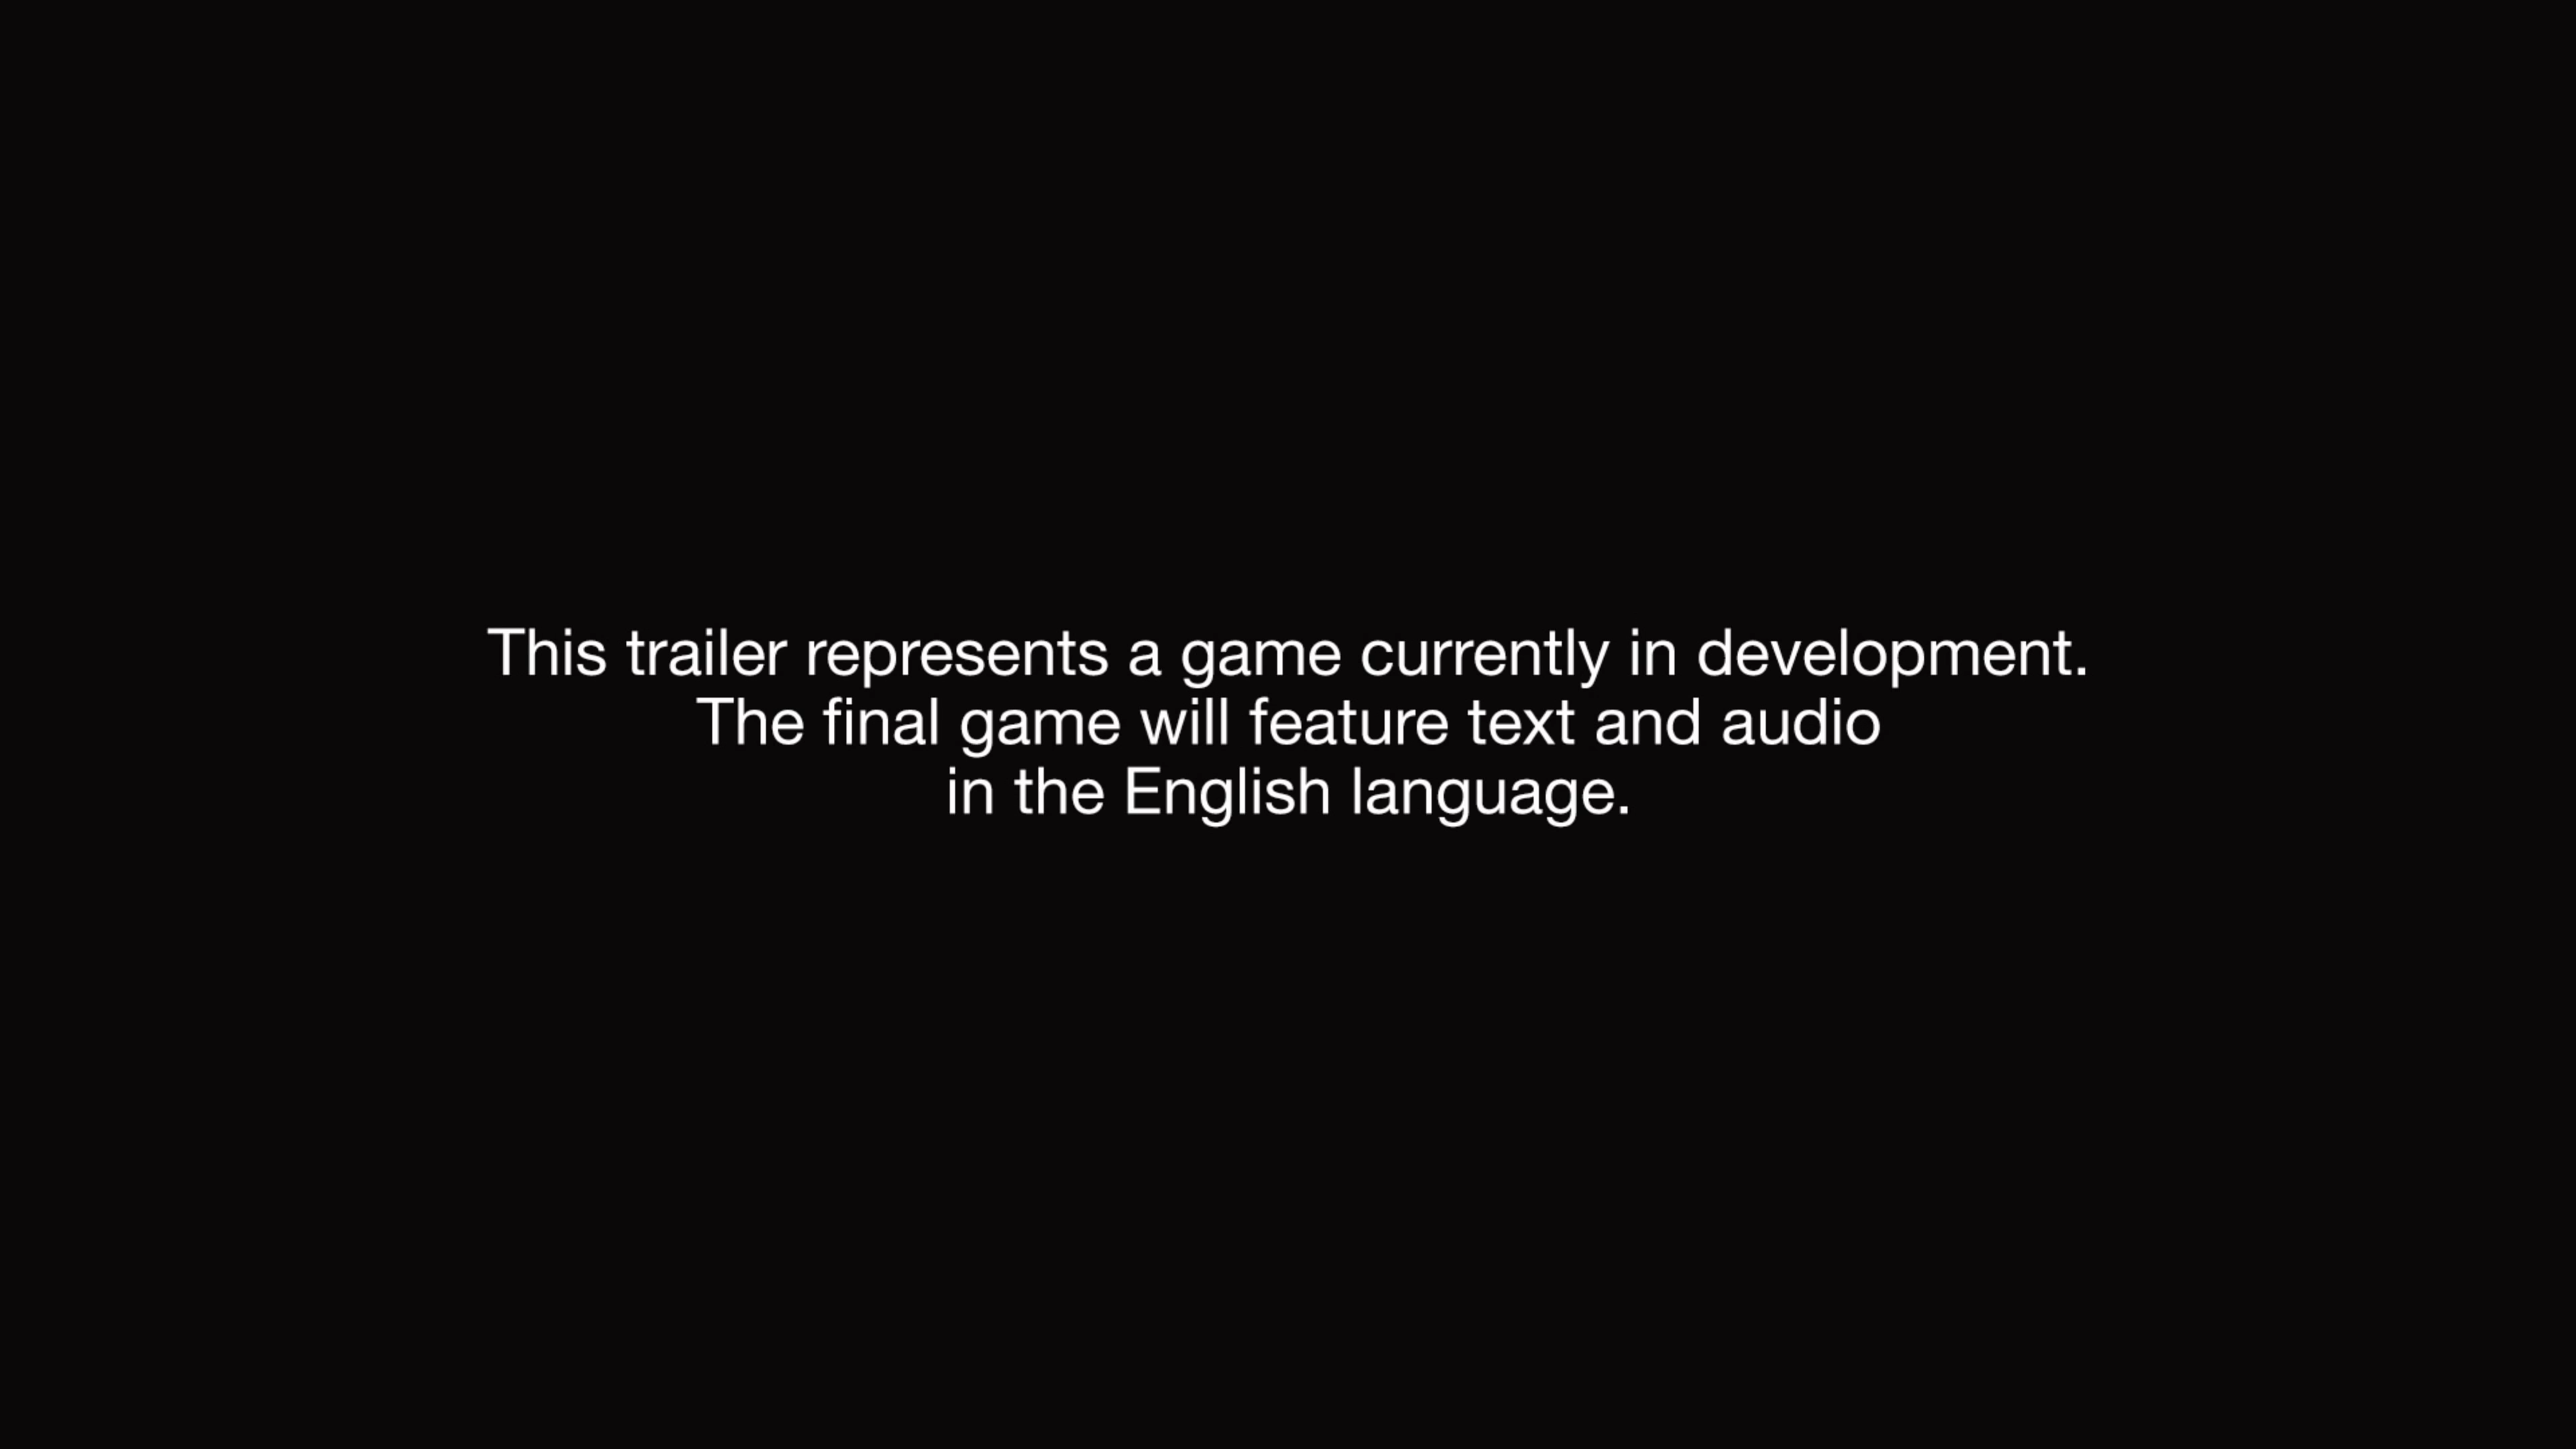 This trailer represents a game currently in development.
The final game will feature text and audio
in the English language.